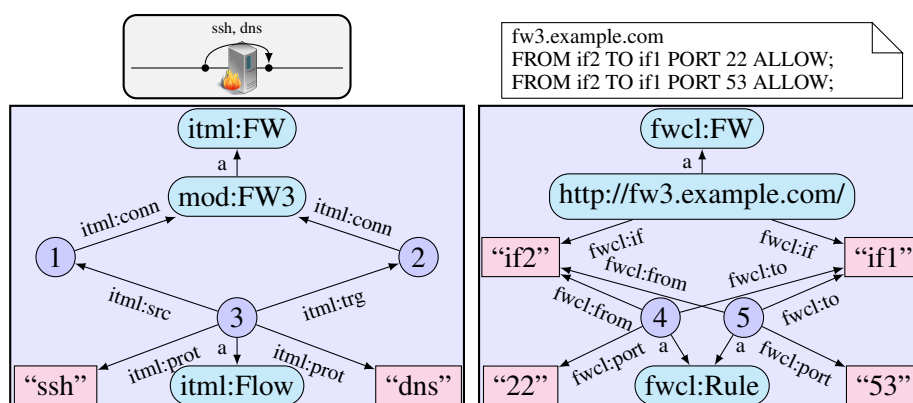 ssh, dns
fw3.example.com
FROM if2 TO if1 PORT 22 ALLOW;
FROM if2 TO if1 PORT 53 ALLOW;
itml:FW
a
mod:FW3
itml:conn
itml:conn
1
2
itml:src
itml:trg
3
itml:prot
a
itml:prot
“ssh”
itml:Flow
“dns”
fwcl:FW
a
http://fw3.example.com/
fwcl:if
fwcl:if
“if2”
“if1”
fwcl:from
fwcl:to
fwcl:from
4
5
fwcl:to
fwcl:port
a
a
fwcl:port
“22”
fwcl:Rule
“53”